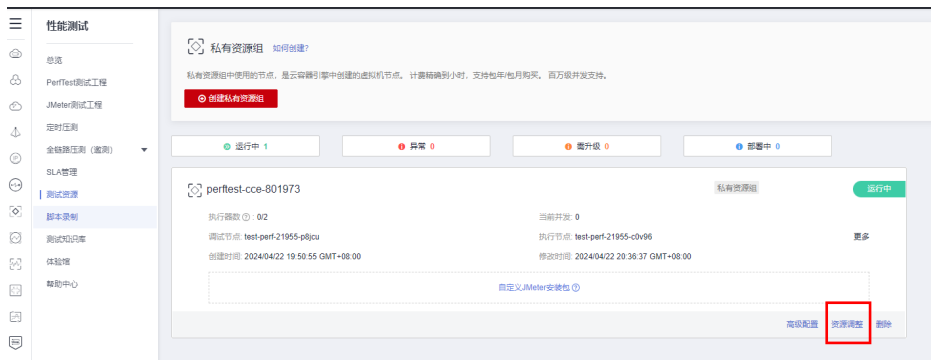 性能测试
总览
PerfTest测试工程
JMeter测试工程
定时压测
全链路压测（邀测）
SLA管理
测试资源
脚本录制
测试知识库
体验馆
帮助中心
私有资源组 如何创建?
私有资源组中使用的节点，是云容器引擎中创建的虚拟机节点。 计费精确到小时，支持包年/包月购买。 百万级并发支持。
创建私有资源组
运行中 1 异常 0 需升级 0 部署中 0
perftest-cce-801973 私有资源组 运行中
执行器数 : 0/2 当前并发: 0
调试节点: test-perf-21955-p8jcu 执行节点: test-perf-21955-c0v96 更多
创建时间: 2024/04/22 19:50:55 GMT+08:00 修改时间: 2024/04/22 20:36:37 GMT+08:00
自定义JMeter安装包
高级配置 资源调整 删除